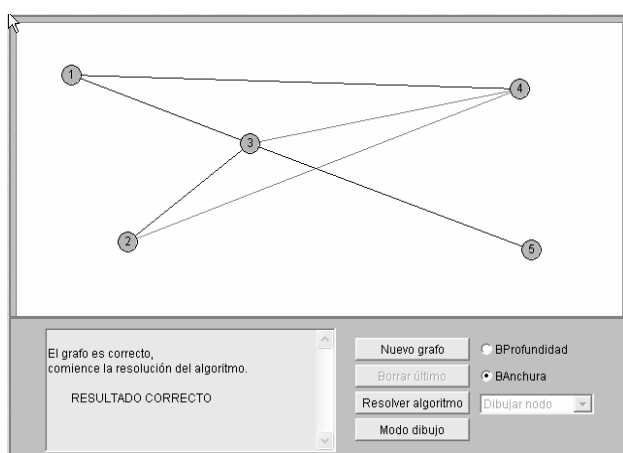 1
4
3
2
5
El grafo es correcto,
comience la resolución del algoritmo.
RESULTADO CORRECTO
Nuevo grafo
BProfundidad
Borrar último
BAnchura
Resolver algoritmo
Dibujar nodo
Modo dibujo